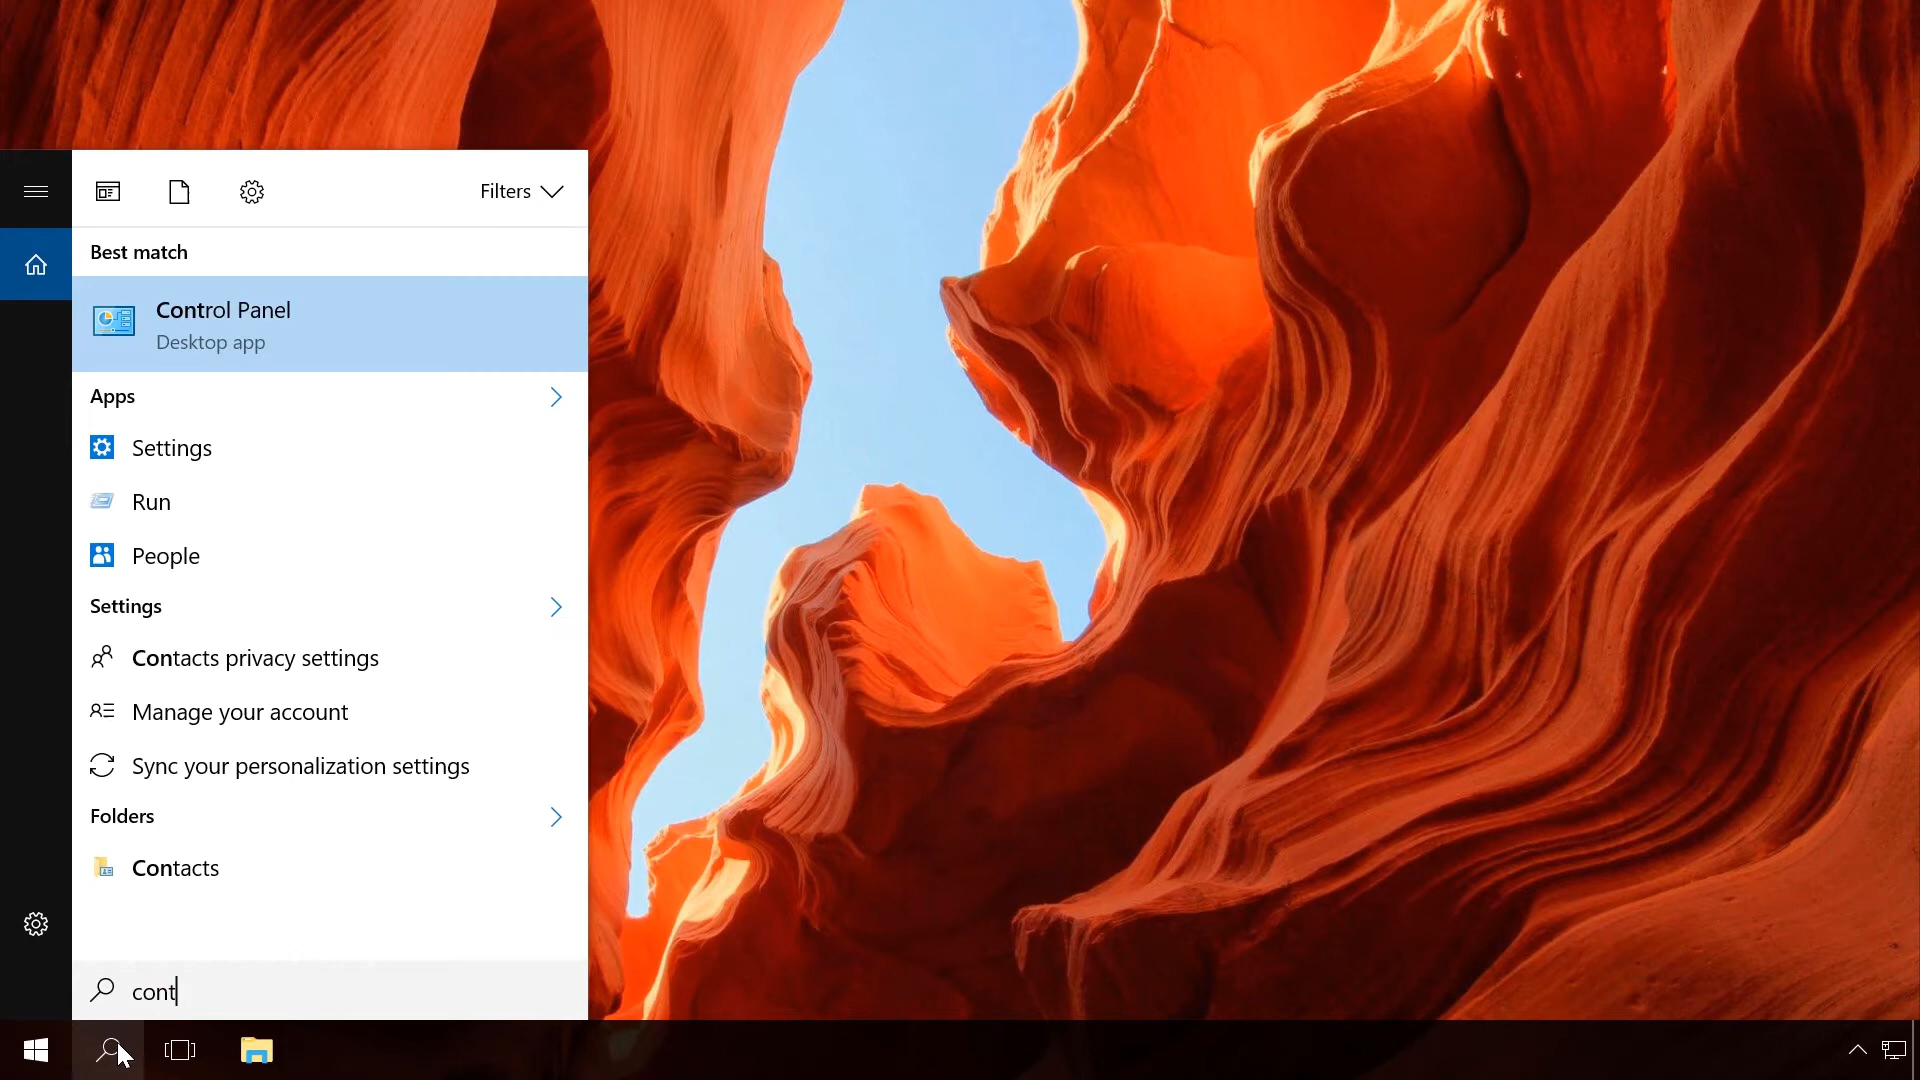 Filters
Best match
Control Panel
Desktop app
Apps
Settings
Run
People
Settings
Contacts privacy settings
Manage your account
Sync your personalization settings
Folders
Contacts
cont